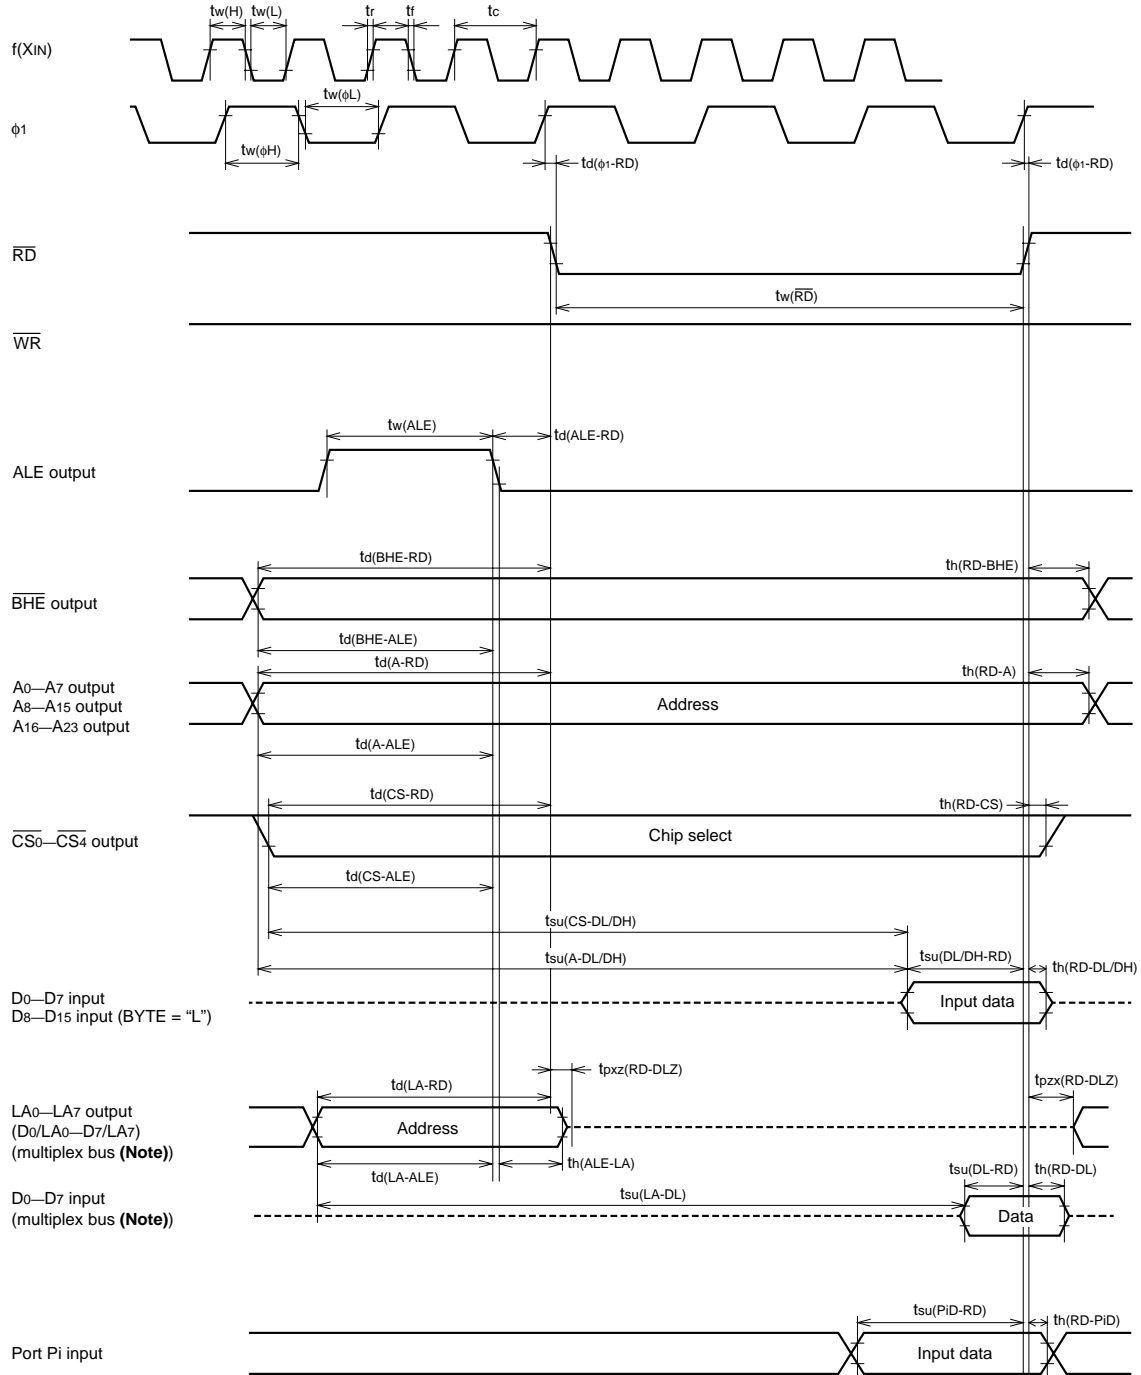 tw(H) tw(L) tr tf tc
f(XIN)
tw(ϕL)
ϕ1
tw(ϕH)
td(ϕ1-RD) td(ϕ1-RD)
RD
tw(RD)
WR
tw(ALE)
td(ALE-RD)
ALE output
td(BHE-RD) th(RD-BHE)
BHE output
td(BHE-ALE)
td(A-RD) th(RD-A)
A0—A7 output
A8—A15 output
A16—A23 output
Address
td(A-ALE)
td(CS-RD) th(RD-CS)
CS0—CS4 output
Chip select
td(CS-ALE)
tsu(CS-DL/DH)
tsu(A-DL/DH) tsu(DL/DH-RD) th(RD-DL/DH)
D0—D7 input
D8—D15 input (BYTE = “L”)
Input data
tpxz(RD-DLZ)
td(LA-RD) tpzx(RD-DLZ)
LA0—LA7 output
(D0/LA0—D7/LA7)
(multiplex bus (Note))
Address
td(LA-ALE) th(ALE-LA)
tsu(DL-RD) th(RD-DL)
tsu(LA-DL)
D0—D7 input
(multiplex bus (Note))
Data
tsu(PiD-RD) th(RD-PiD)
Port Pi input
Input data